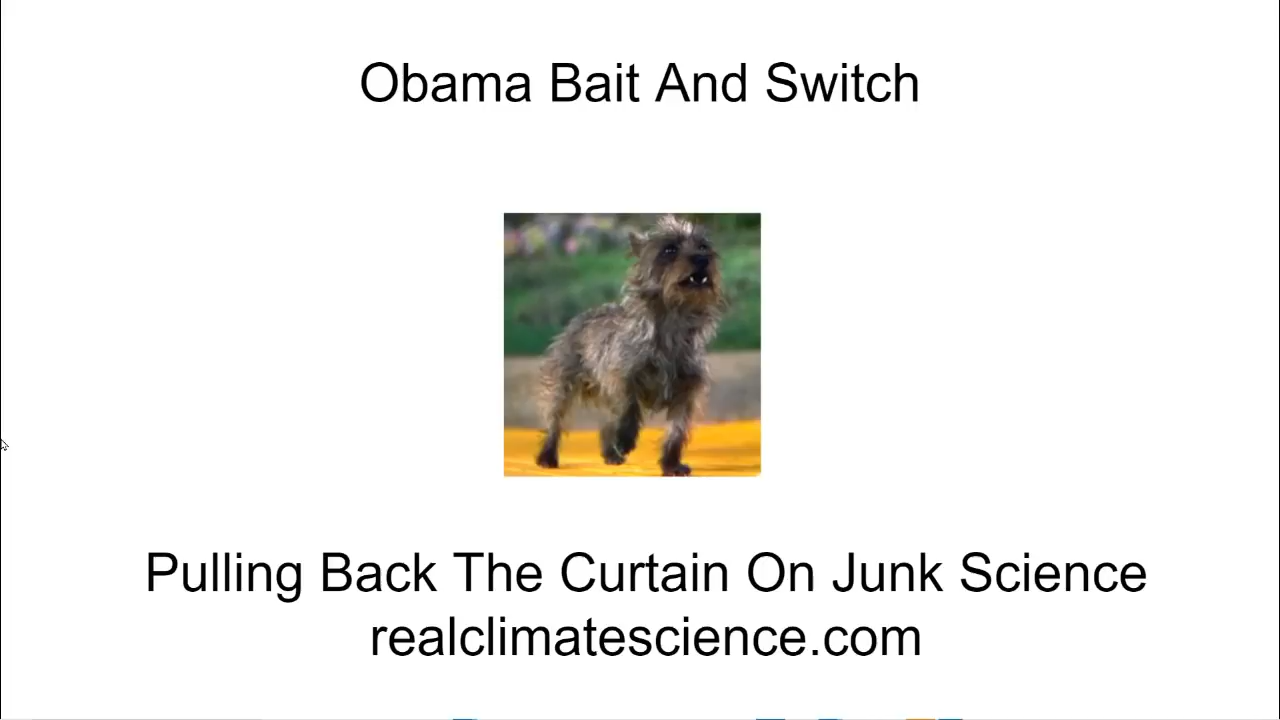 Obama Bait And Switch
Pulling Back The Curtain On Junk Science
realclimatescience.com